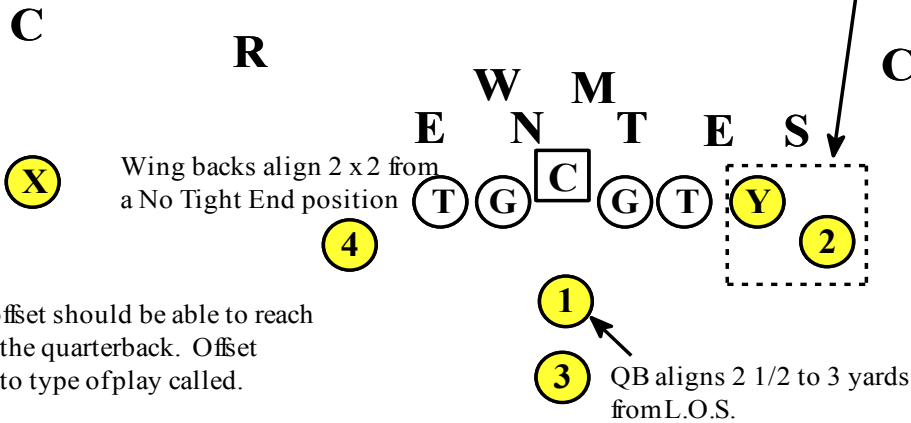 C
R
C
W M
E N T E S
X
Wing backs align 2 x 2 from
a No Tight End position
T G C G T Y
2
4
offset should be able to reach
the quarterback. Offset
to type of play called.
1
3
QB aligns 2 1/2 to 3 yards
from L.O.S.